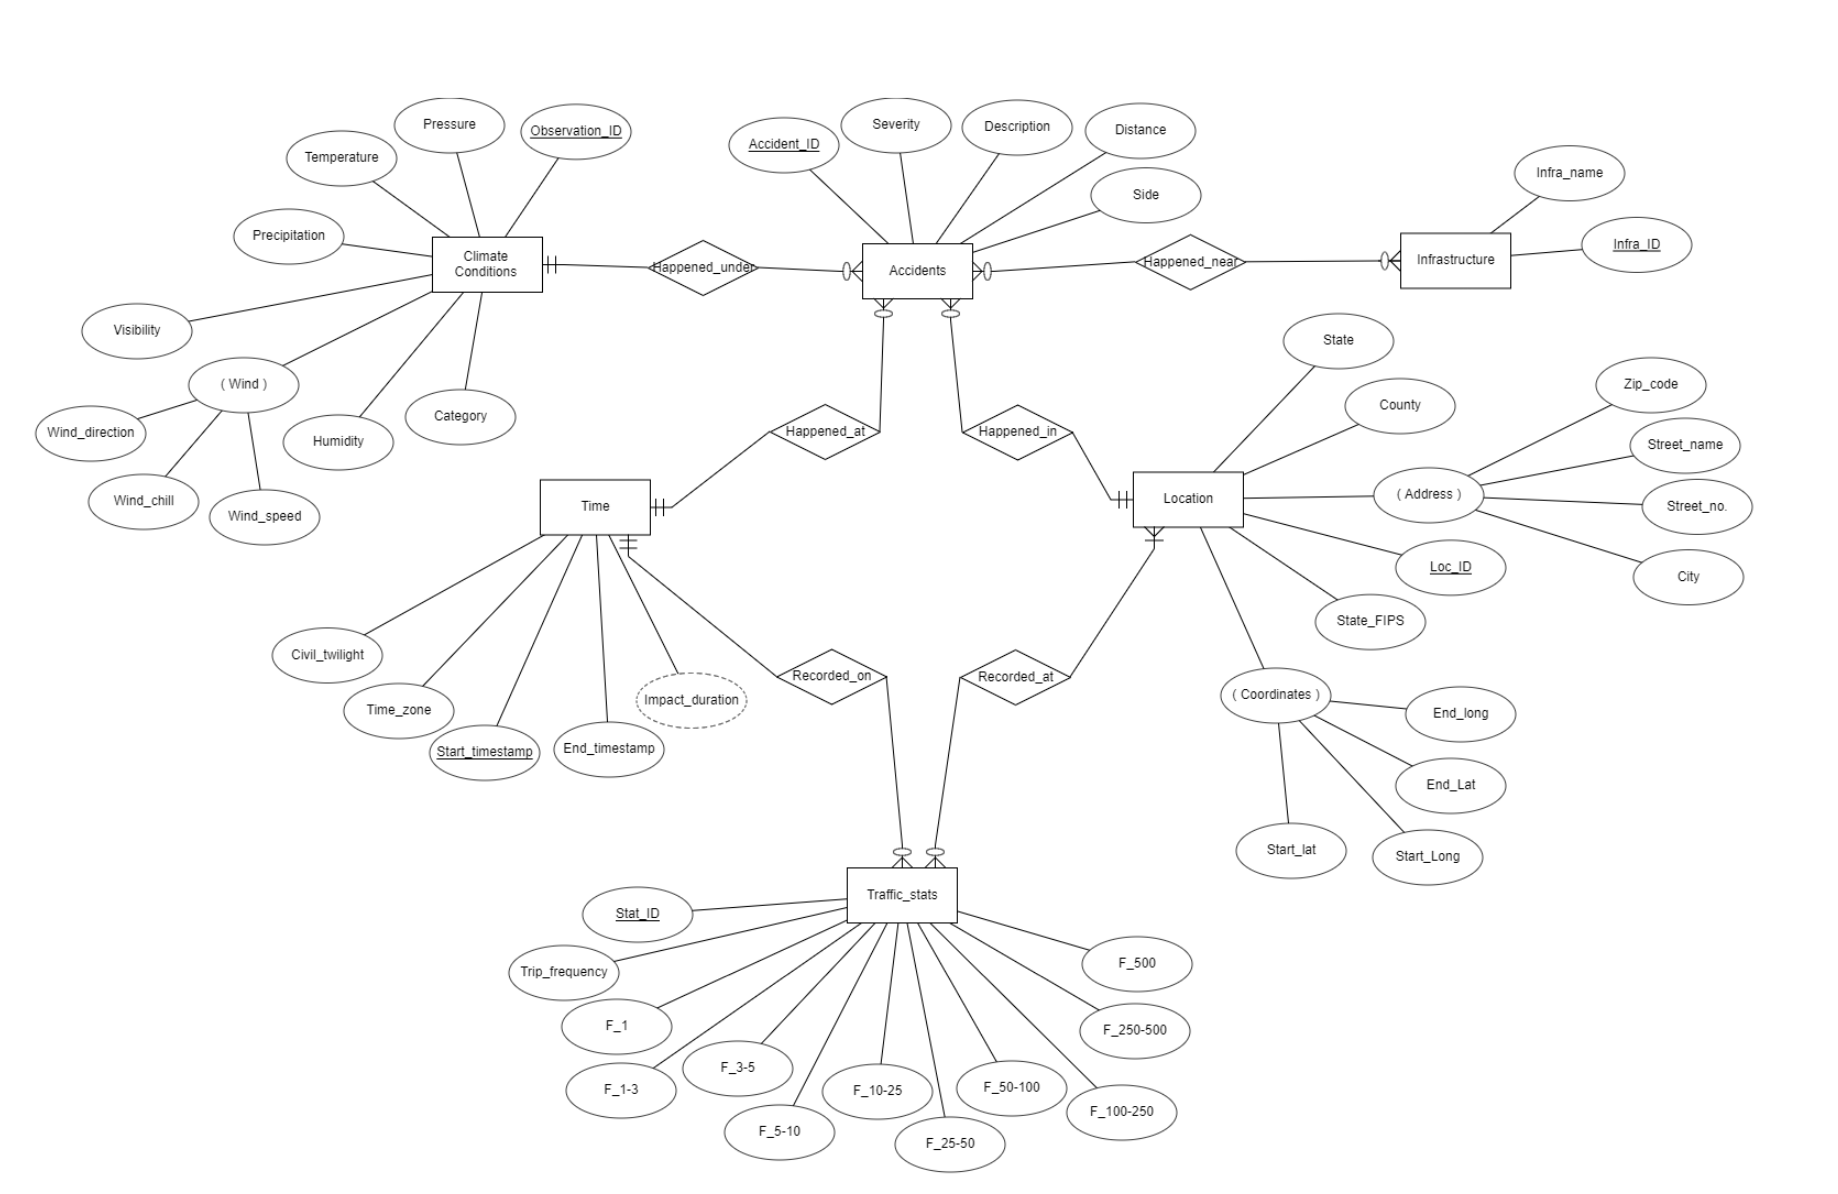 Pressure
Observation_ID
Temperature
Precipitation
Climate
Conditions
Visibility
( Wind )
Wind_direction
Wind_chill
Wind_speed
Humidity
Category
Happened_under
Accident_ID
Severity
Description
Distance
Side
Accidents
Happened_near
Infra_name
Infra_ID
Infrastructure
Happened_at
Happened_in
Time
Civil_twilight
Time_zone
Start_timestamp
End_timestamp
Impact_duration
Recorded_on
Recorded_at
Location
State
County
( Address )
Zip_code
Street_name
Street_no.
City
Loc_ID
State_FIPS
( Coordinates )
End_long
End_Lat
Start_Long
Start_lat
Traffic_stats
Stat_ID
Trip_frequency
F_1
F_1-3
F_3-5
F_5-10
F_10-25
F_25-50
F_50-100
F_100-250
F_250-500
F_500